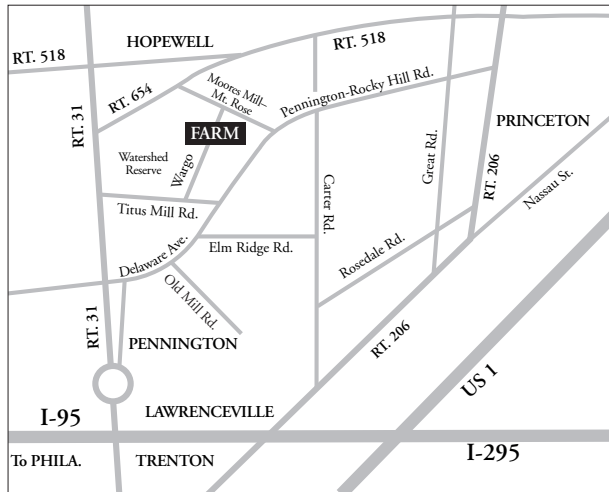 HOPEWELL
RT. 518
RT. 518
RT. 654
Moores Mill–
Mt. Rose
Pennington-Rocky Hill Rd.
RT. 31
FARM
PRINCETON
Watershed
Reserve
Wargo
Great Rd.
RT. 206
Nassau St.
Carter Rd.
Titus Mill Rd.
Delaware Ave.
Elm Ridge Rd.
Rosedale Rd.
Old Mill Rd.
RT. 31
PENNINGTON
RT. 206
US 1
LAWRENCEVILLE
I-95
I-295
To PHILA.
TRENTON